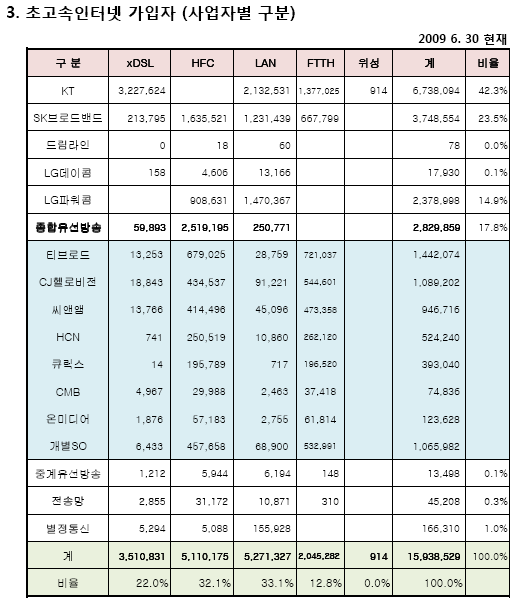 3. 초고속인터넷 가입자 (사업자별 구분)
2009 6. 30 현재
구 분 xDSL HFC LAN FTTH 위성 계 비율
KT 3,227,624 2,132,531 1,377,025 914 6,738,094 42.3%
SK브로드밴드 213,795 1,635,521 1,231,439 667,799 3,748,554 23.5%
드림라인 0 18 60 78 0.0%
LG데이콤 158 4,606 13,166 17,930 0.1%
LG파워콤 908,631 1,470,367 2,378,998 14.9%
종합유선방송 59,893 2,519,195 250,771 2,829,859 17.8%
티브로드 13,253 679,025 28,759 721,037 1,442,074
CJ헬로비전 18,843 434,537 91,221 544,601 1,089,202
씨앤앰 13,766 414,496 45,096 473,358 946,716
HCN 741 250,519 10,860 262,120 524,240
큐릭스 14 195,789 717 196,520 393,040
CMB 4,967 29,988 2,463 37,418 74,836
온미디어 1,876 57,183 2,755 61,814 123,628
개별SO 6,433 457,658 68,900 532,991 1,065,982
중계유선방송 1,212 5,944 6,194 148 13,498 0.1%
전송망 2,855 31,172 10,871 310 45,208 0.3%
별정통신 5,294 5,088 155,928 166,310 1.0%
계 3,510,831 5,110,175 5,271,327 2,045,282 914 15,938,529 100.0%
비율 22.0% 32.1% 33.1% 12.8% 0.0% 100.0%